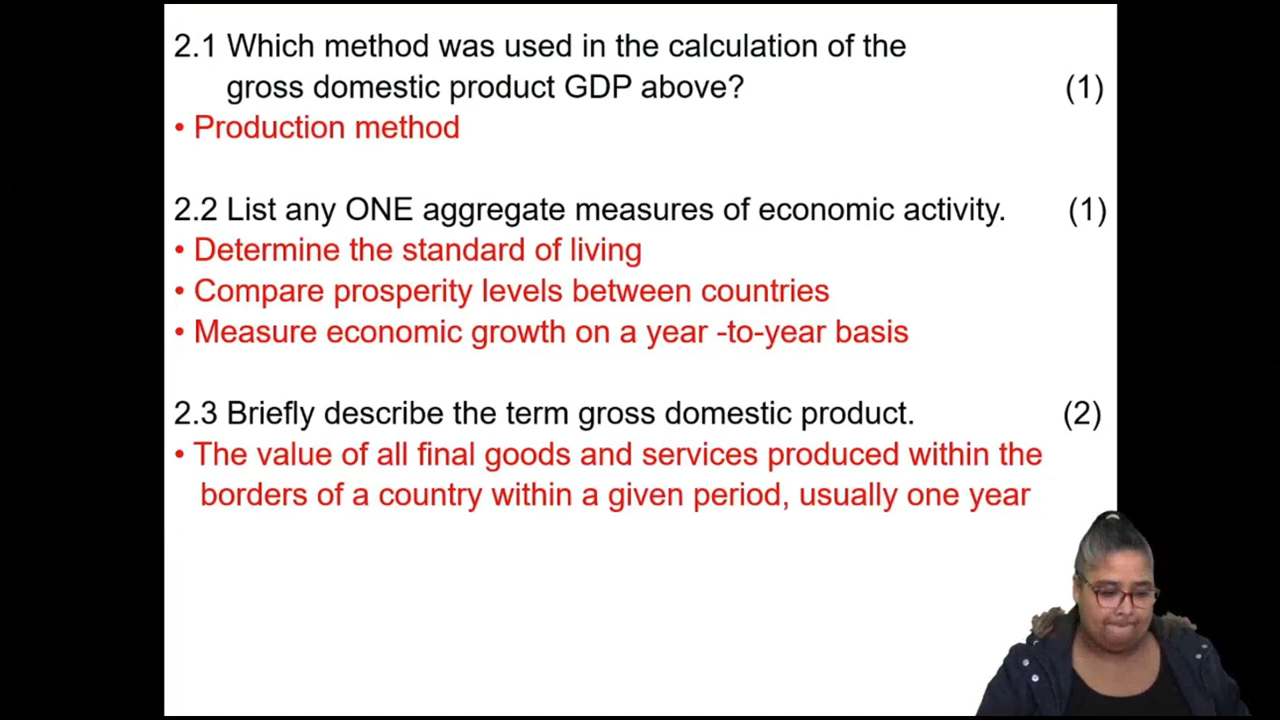 2.1 Which method was used in the calculation of the
gross domestic product GDP above? (1)
• Production method
2.2 List any ONE aggregate measures of economic activity. (1)
• Determine the standard of living
• Compare prosperity levels between countries
• Measure economic growth on a year -to-year basis
2.3 Briefly describe the term gross domestic product. (2)
• The value of all final goods and services produced within the
borders of a country within a given period, usually one year